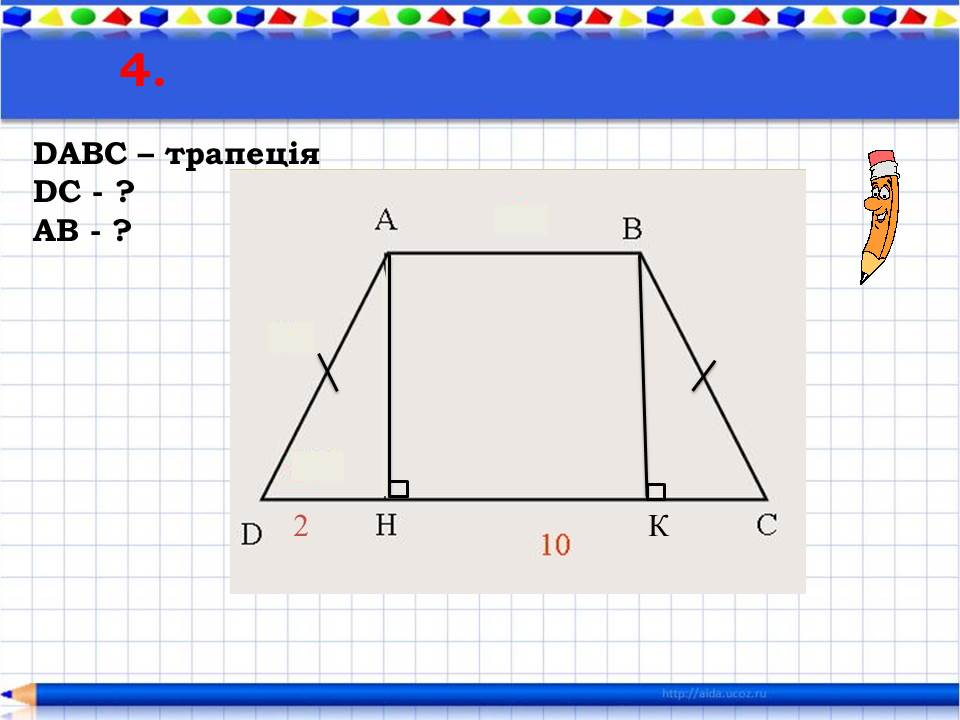 4.
DABC – трапеція
DC - ?
AB - ?
A
B
D
2
H
10
К
C
http://aida.ucoz.ru